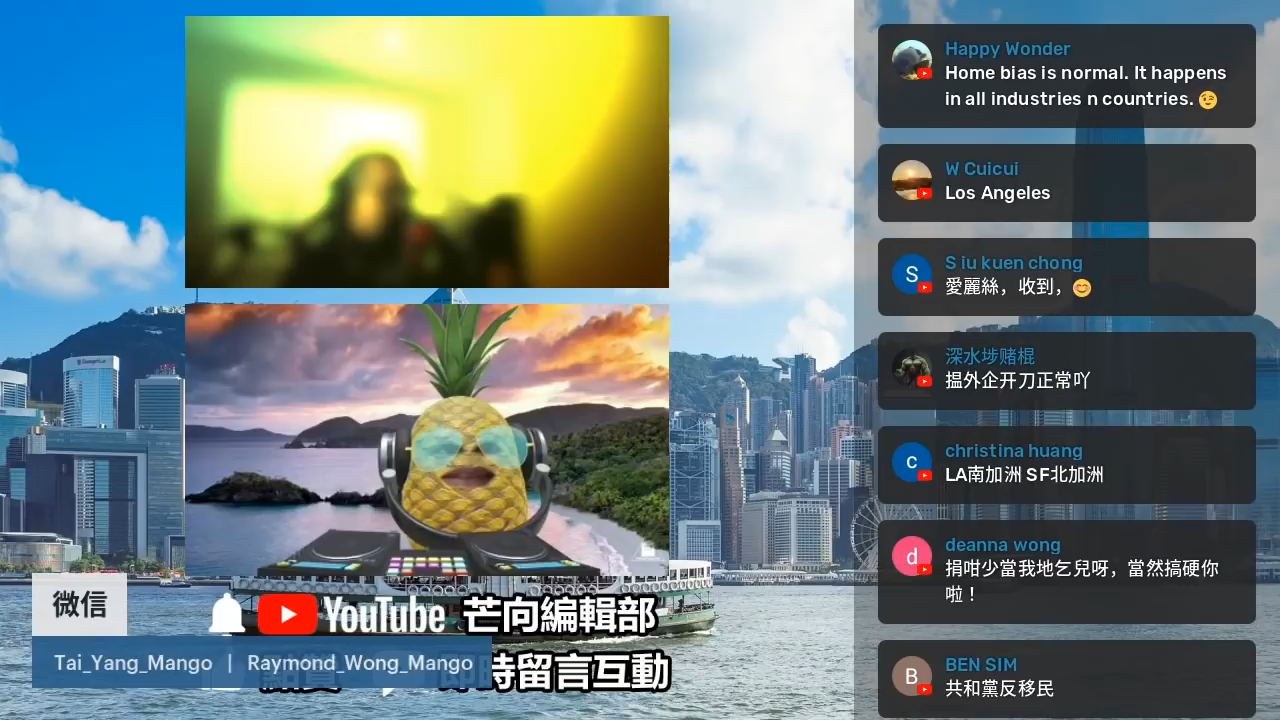 Happy Wonder
Home bias is normal. It happens
in all industries n countries.
W Cuicui
Los Angeles
S iu kuen chong
愛麗絲，收到，
深水埗赌棍
揾外企开刀正常吖
christina huang
LA南加洲 SF北加洲
deanna wong
捐咁少當我地乞兒呀，當然搞硬你
啦！
BEN SIM
共和黨反移民
微信
Tai_Yang_Mango | Raymond_Wong_Mango
YouTube 芒向編輯部
即時留言互動